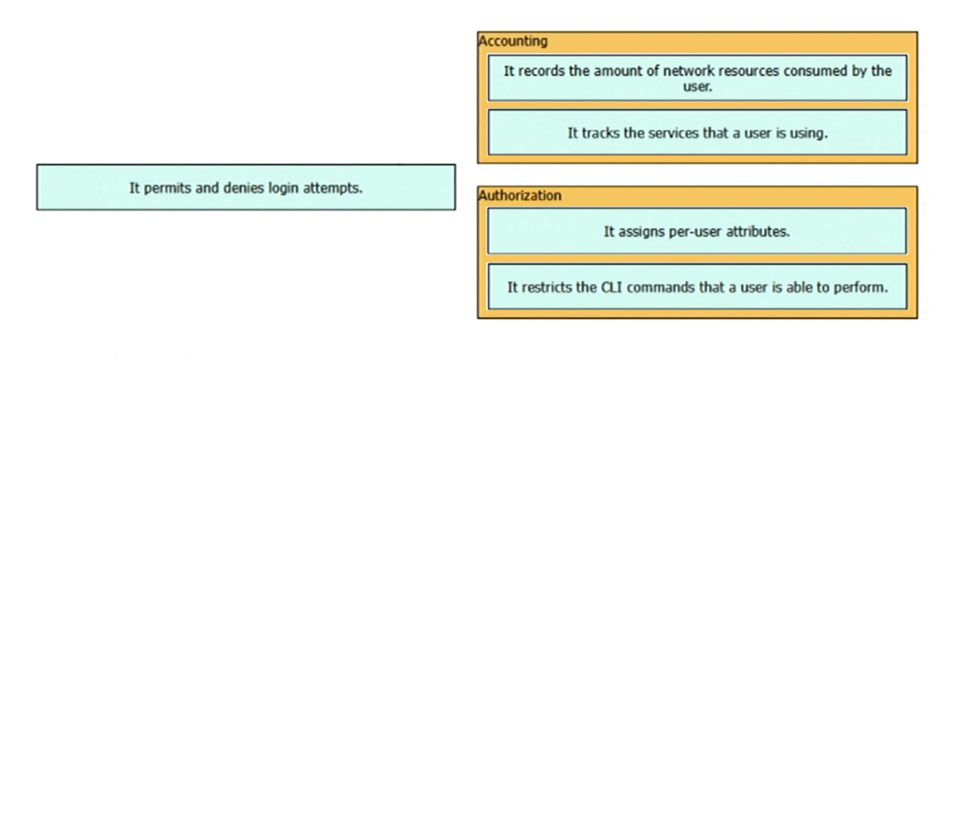 Accounting
It records the amount of network resources consumed by the
user.
It tracks the services that a user is using.
It permits and denies login attempts.
Authorization
It assigns per-user attributes.
It restricts the CLI commands that a user is able to perform.